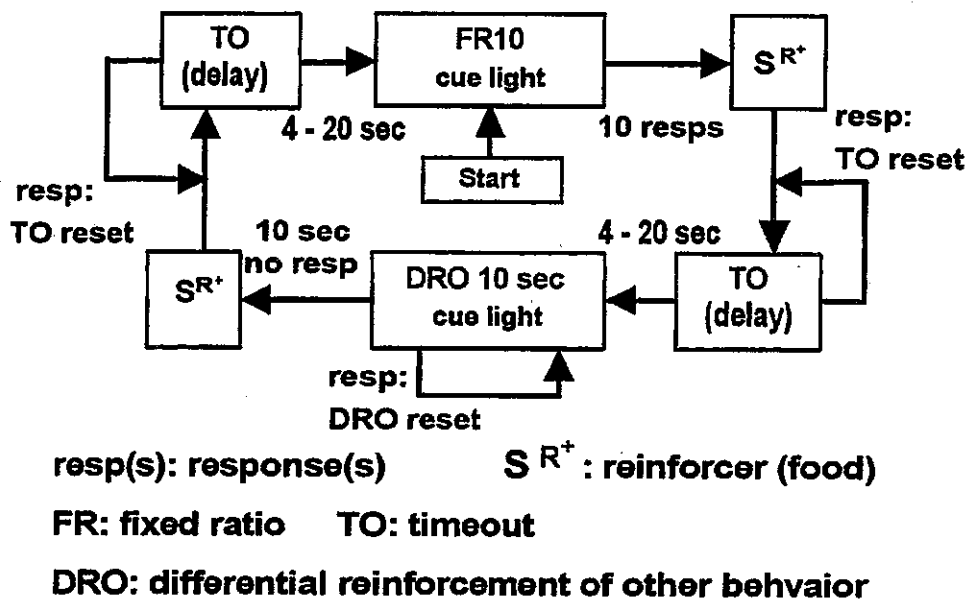 TO
(delay)
FR10
cue light
S R+
4 - 20 sec
10 resps
resp:
TO reset
Start
resp:
TO reset
10 sec
no resp
4 - 20 sec
S R+
DRO 10 sec
cue light
TO
(delay)
resp:
DRO reset
resp(s): response(s)
S R+ : reinforcer (food)
FR: fixed ratio
TO: timeout
DRO: differential reinforcement of other behvaior